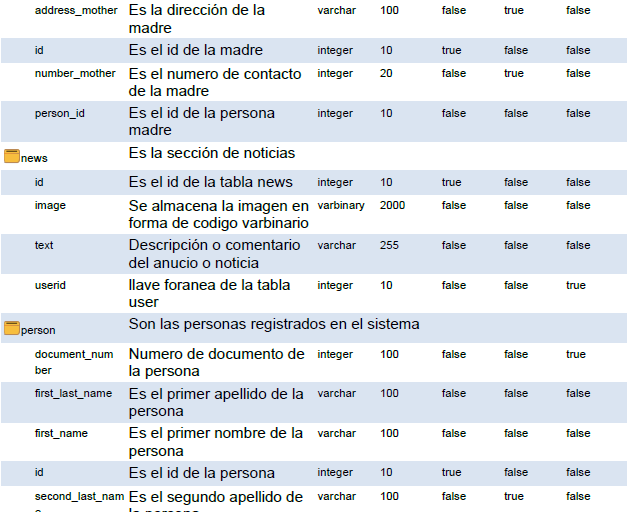 address_mother Es la dirección de la varchar 100 false true false
madre
id Es el id de la madre integer 10 true false false
number_mother Es el numero de contacto integer 20 false true false
de la madre
person_id Es el id de la persona integer 10 false false false
madre
news Es la sección de noticias
id Es el id de la tabla news integer 10 true false false
image Se almacena la imagen en varbinary 2000 false false false
forma de codigo varbinario
text Descripción o comentario varchar 255 false false false
del anucio o noticia
userid llave foranea de la tabla integer 10 false false true
user
person Son las personas registrados en el sistema
document_num Numero de documento de integer 100 false false true
ber la persona
first_last_name Es el primer apellido de la varchar 100 false false false
persona
first_name Es el primer nombre de la varchar 100 false false false
persona
id Es el id de la persona integer 10 true false false
second_last_nam Es el segundo apellido de varchar 100 false true false